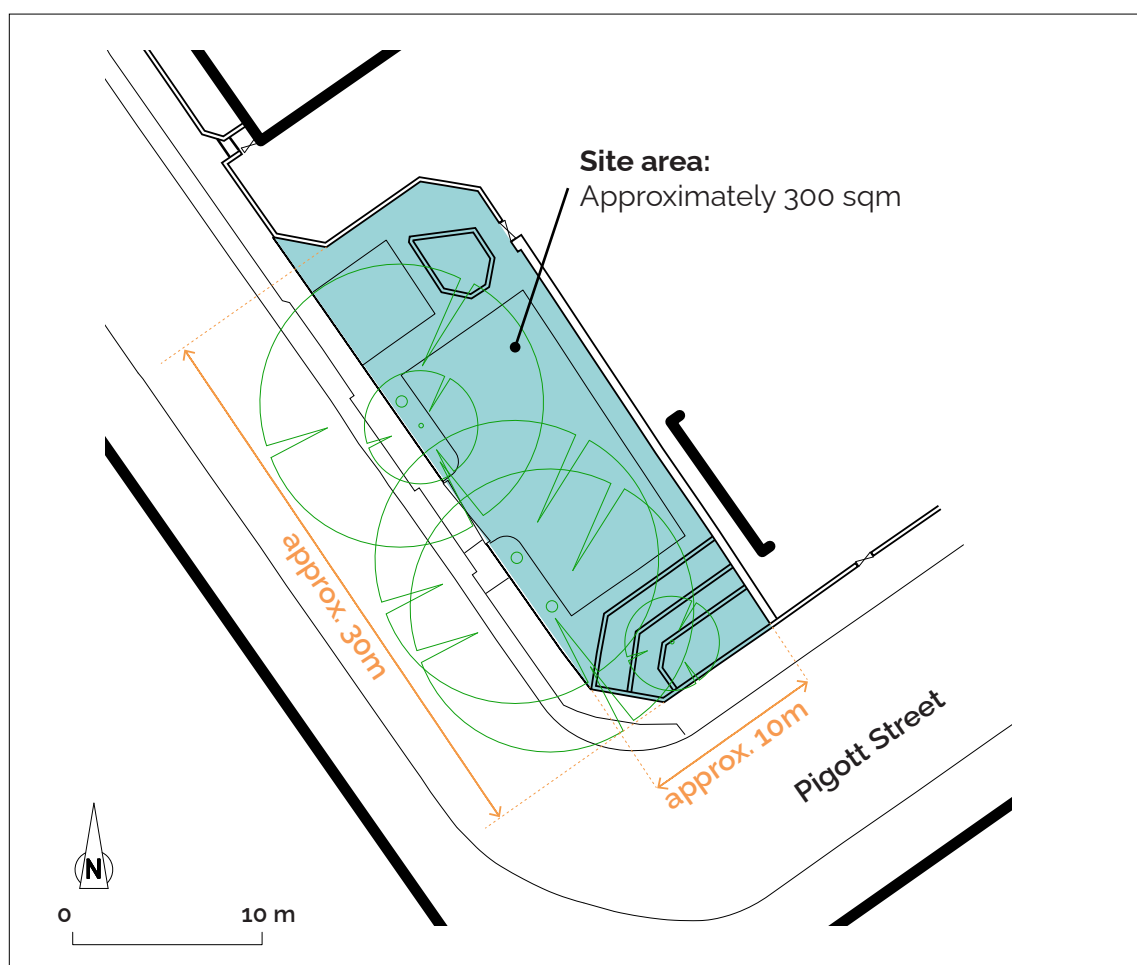 Site area:
Approximately 300 sqm
approx. 30m
approx. 10m
Pigott Street
N
0 10 m